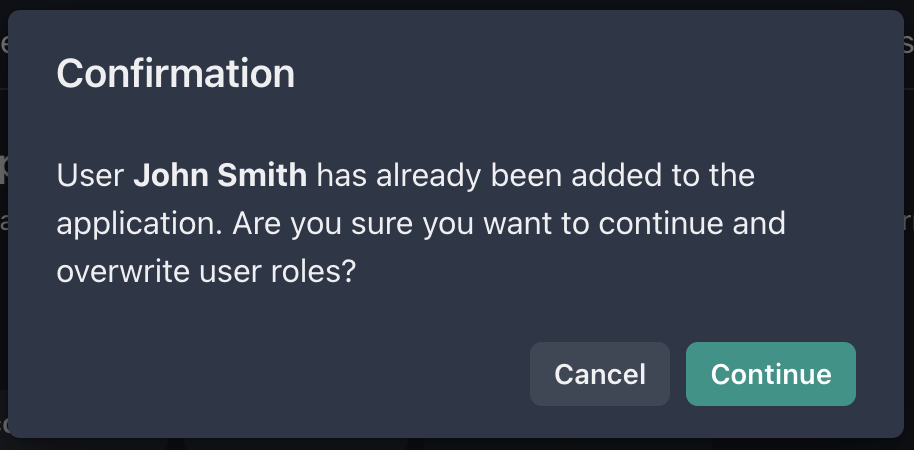 Confirmation
User John Smith has already been added to the
application. Are you sure you want to continue and
overwrite user roles?
Cancel
Continue